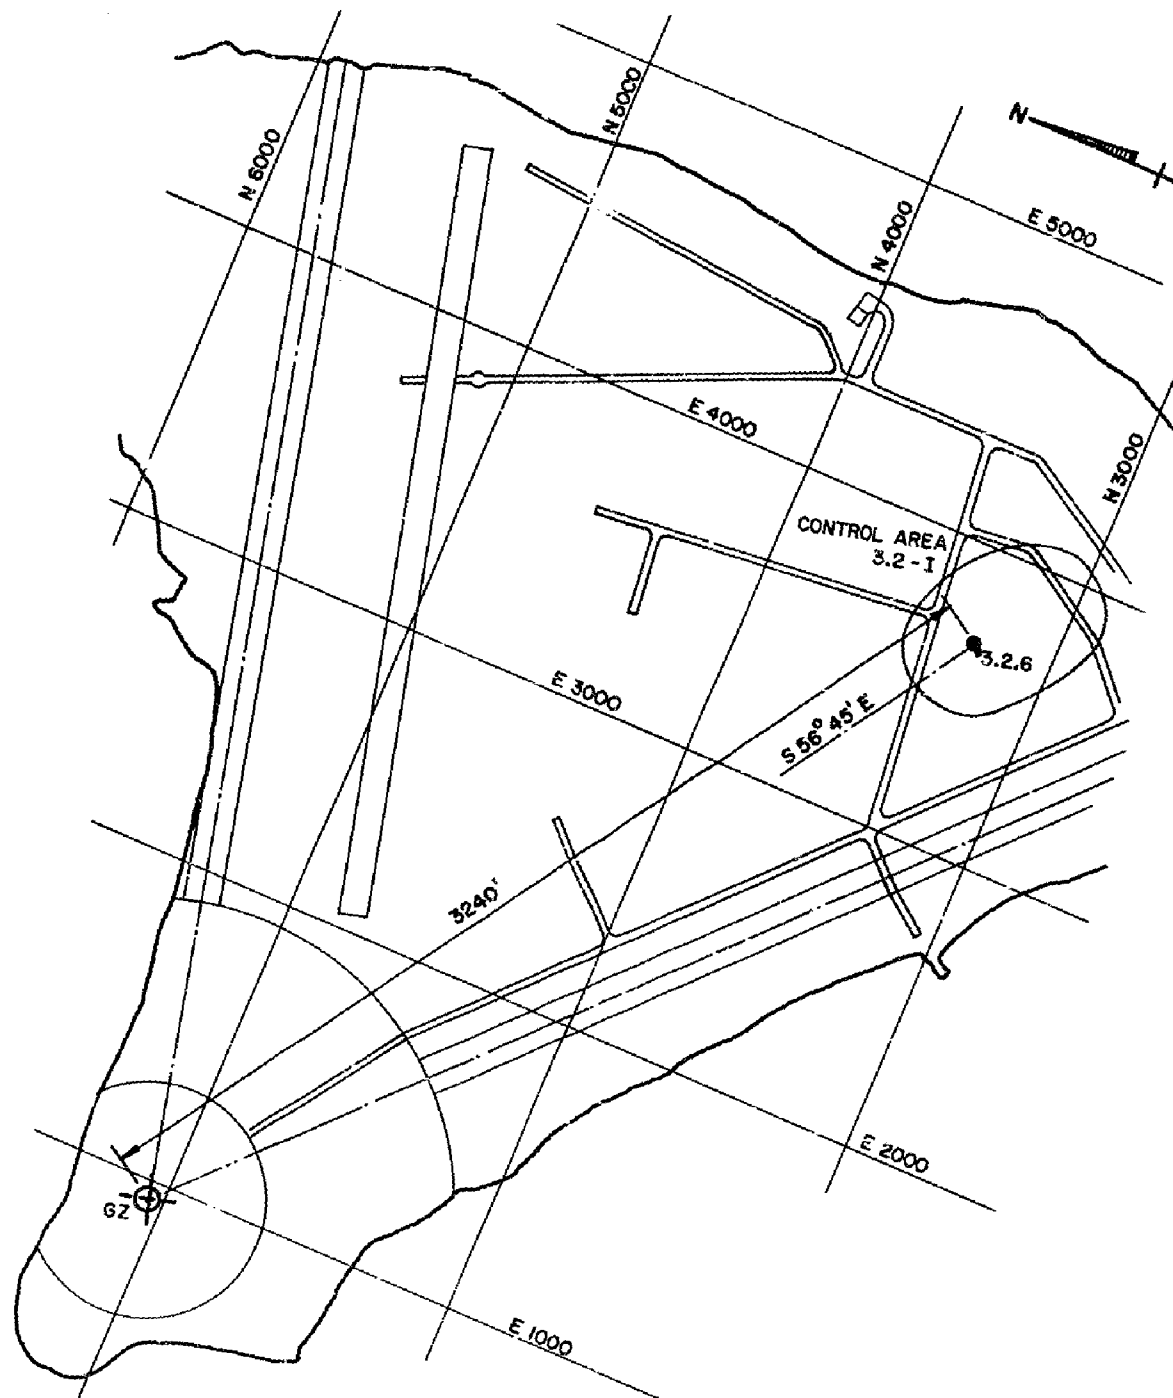 N 5000
N
N 6000
N 4000
E 5000
E 4000
N 3000
CONTROL AREA
3.2 - I
3.2.6
E 3000
S 56° 45' E
3240'
E 2000
GZ
E 1000